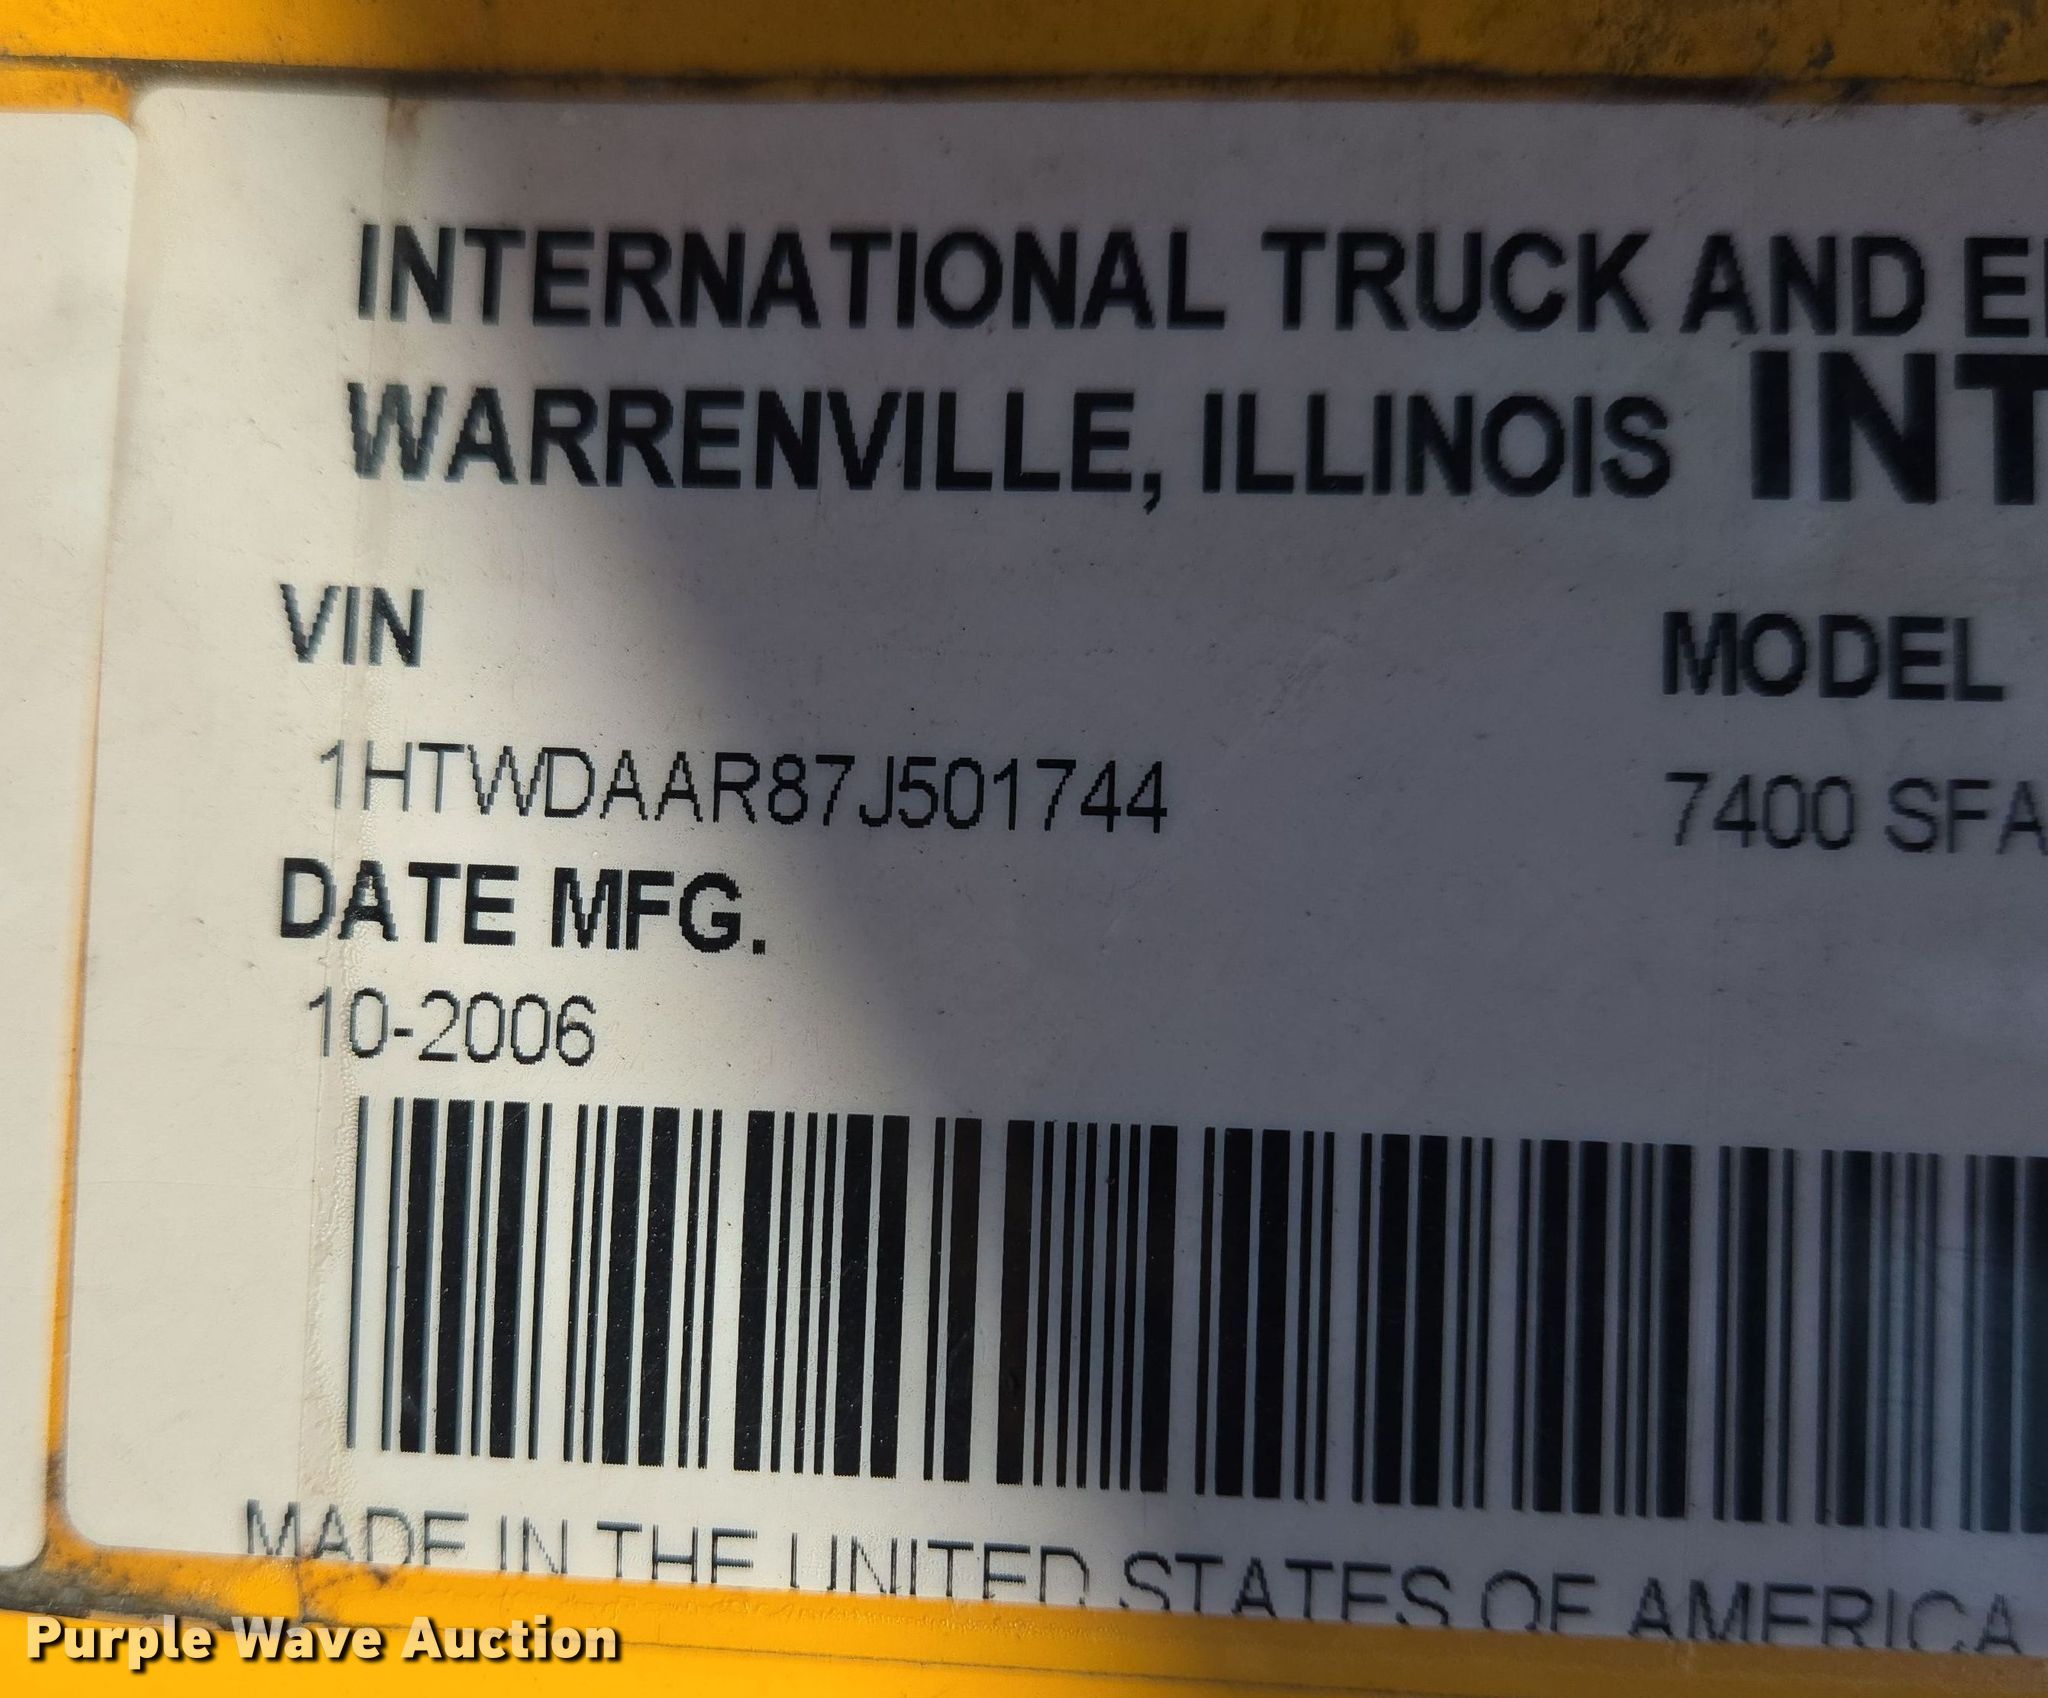 INTERNATIONAL TRUCK AND E
WARRENVILLE, ILLINOIS INT
VIN MODEL
1HTWDAAR87J501744 7400 SFA
DATE MFG.
10-2006
MADE IN THE UNITED STATES OF AMERICA
Purple Wave Auction